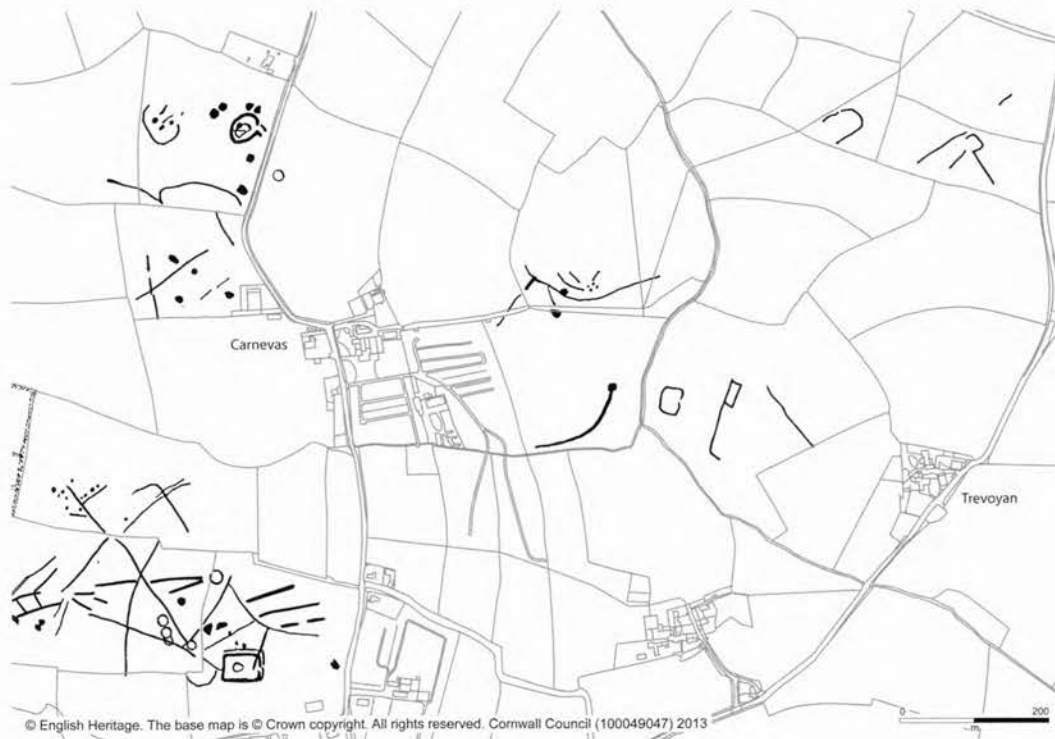 Carnevas
Trevoyan
© English Heritage. The base map is © Crown copyright. All rights reserved. Cornwall Council (100049047) 2013
0 200
m